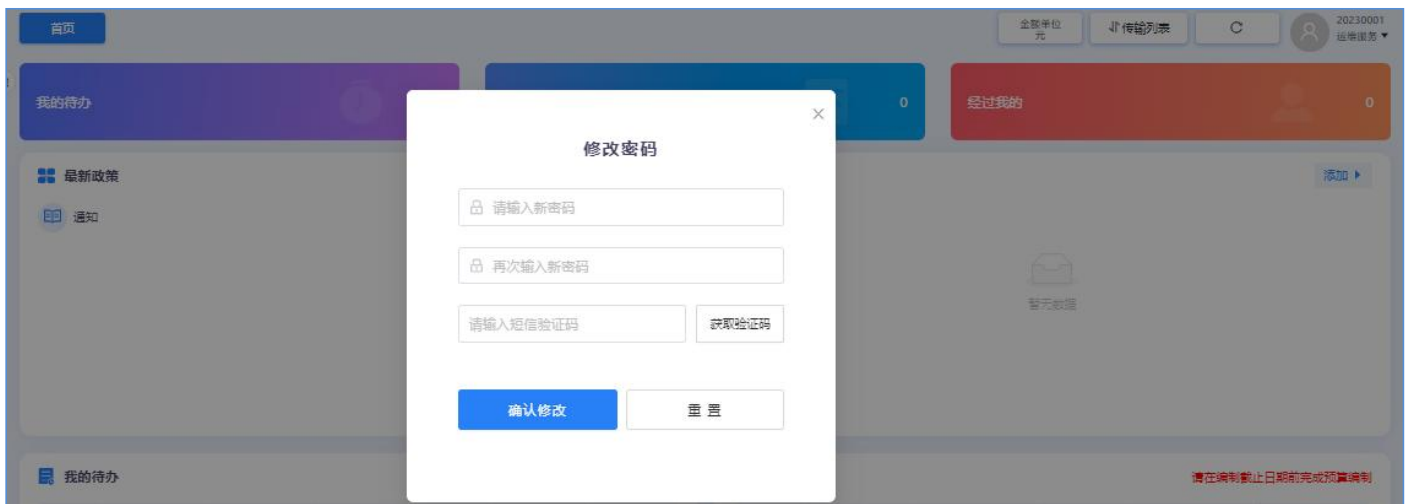 首页
金额单位
元
传输列表
20230001
运维服务
我的待办
0
经过我的
0
修改密码
最新政策
添加
通知
请输入新密码
再次输入新密码
暂无数据
请输入短信验证码
获取验证码
确认修改
重置
我的待办
请在编制截止日期前完成预算编制